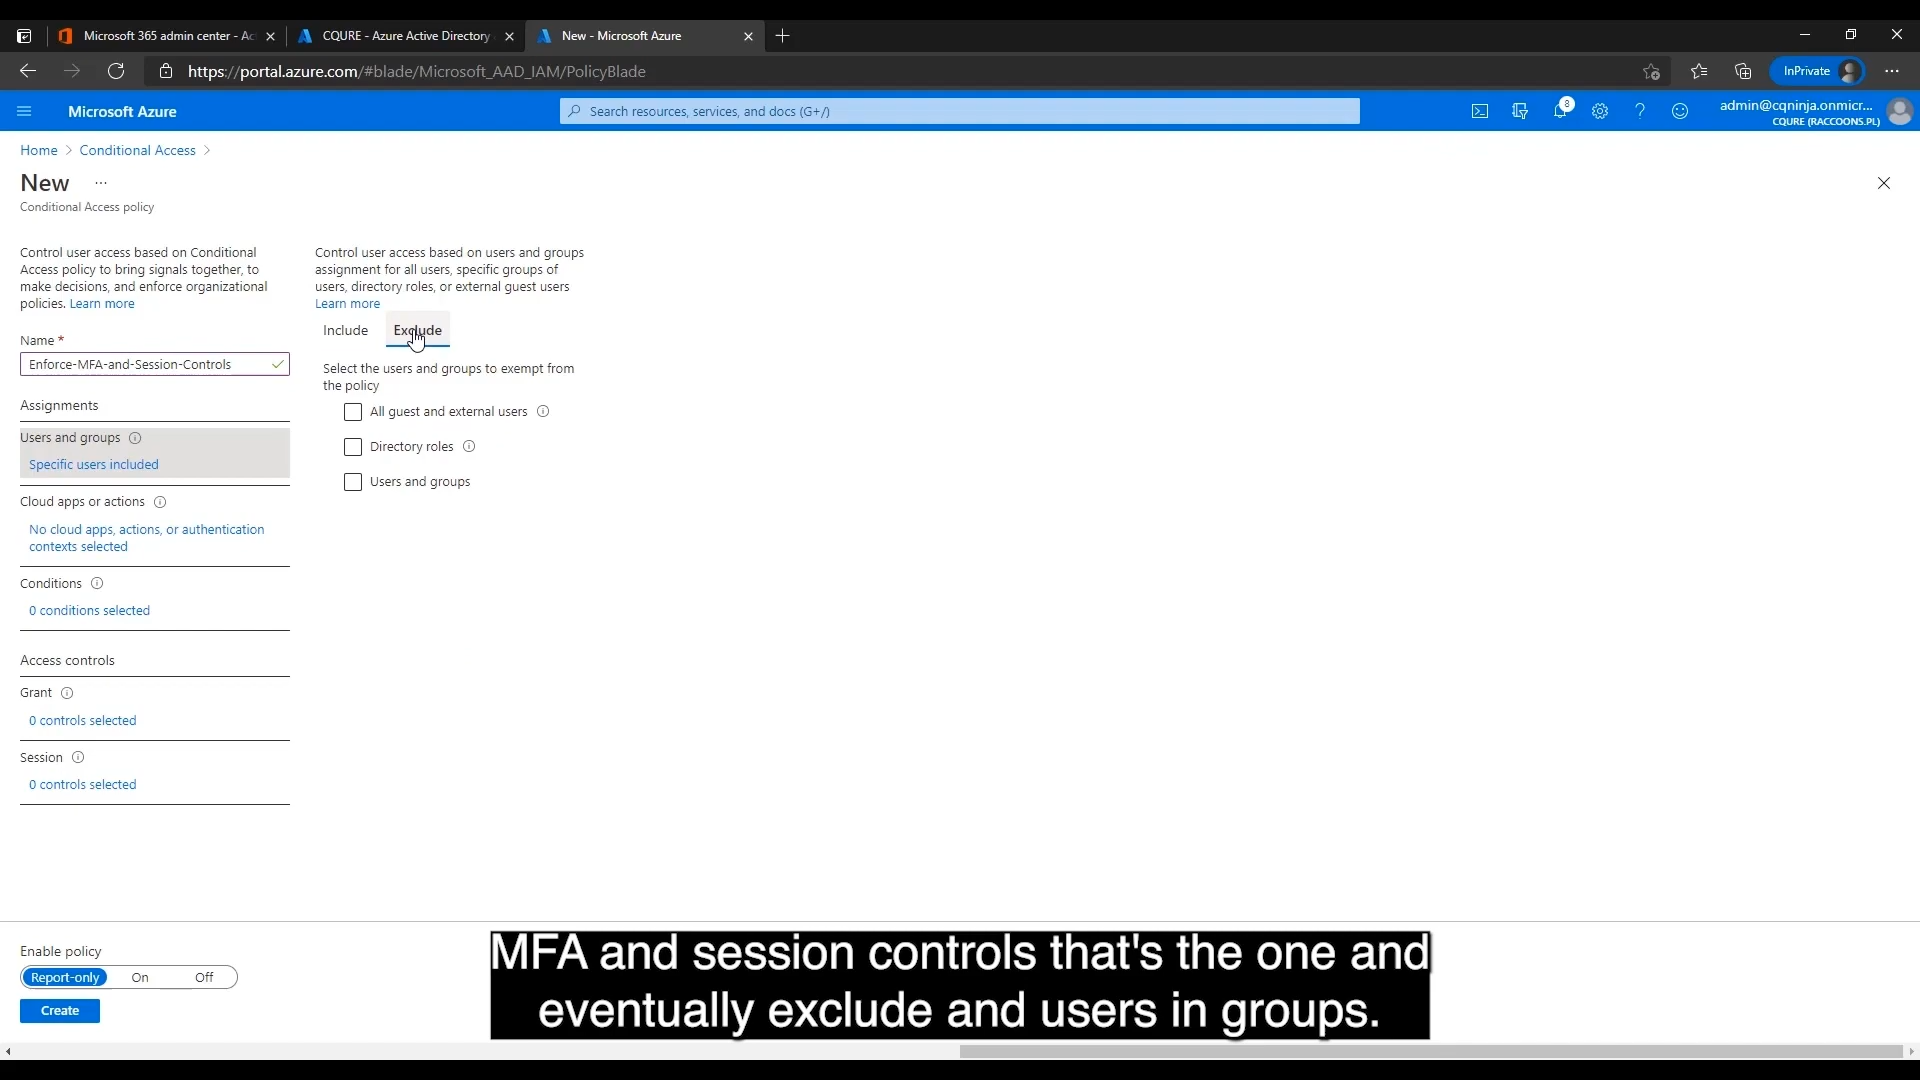 Microsoft 365 admin center - Ac
CQURE - Azure Active Directory
New - Microsoft Azure
https://portal.azure.com/#blade/Microsoft_AAD_IAM/PolicyBlade
InPrivate
Microsoft Azure
Search resources, services, and docs (G+/)
8
admin@cqninja.onmicr...
CQURE (RACCOONS.PL)
Home > Conditional Access >
New ...
Conditional Access policy
Control user access based on Conditional
Access policy to bring signals together, to
make decisions, and enforce organizational
policies. Learn more
Name *
Enforce-MFA-and-Session-Controls
Assignments
Users and groups
Specific users included
Cloud apps or actions
No cloud apps, actions, or authentication
contexts selected
Conditions
0 conditions selected
Access controls
Grant
0 controls selected
Session
0 controls selected
Control user access based on users and groups
assignment for all users, specific groups of
users, directory roles, or external guest users
Learn more
Include Exclude
Select the users and groups to exempt from
the policy
All guest and external users
Directory roles
Users and groups
Enable policy
Report-only On Off
Create
MFA and session controls that's the one and
eventually exclude and users in groups.